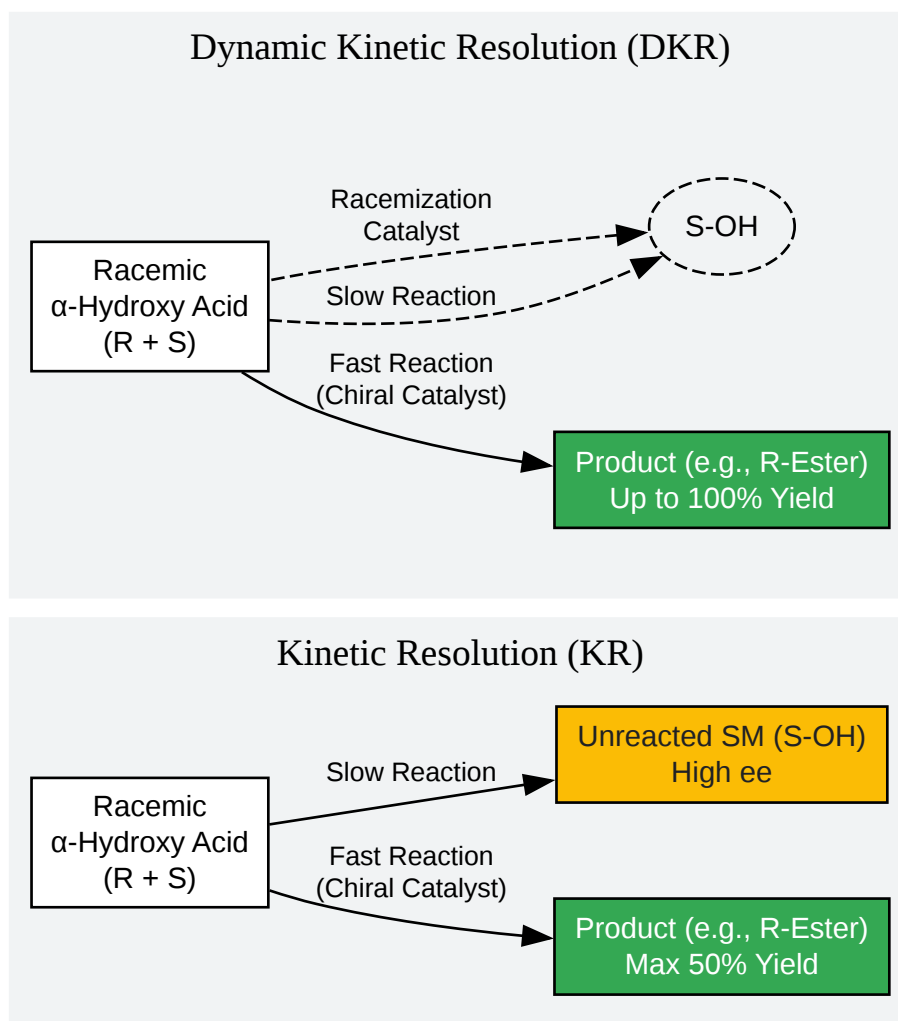 Dynamic Kinetic Resolution (DKR)
Racemization
Catalyst
S-OH
Racemic
α-Hydroxy Acid
(R + S)
Slow Reaction
Fast Reaction
(Chiral Catalyst)
Product (e.g., R-Ester)
Up to 100% Yield
Kinetic Resolution (KR)
Unreacted SM (S-OH)
High ee
Slow Reaction
Racemic
α-Hydroxy Acid
(R + S)
Fast Reaction
(Chiral Catalyst)
Product (e.g., R-Ester)
Max 50% Yield